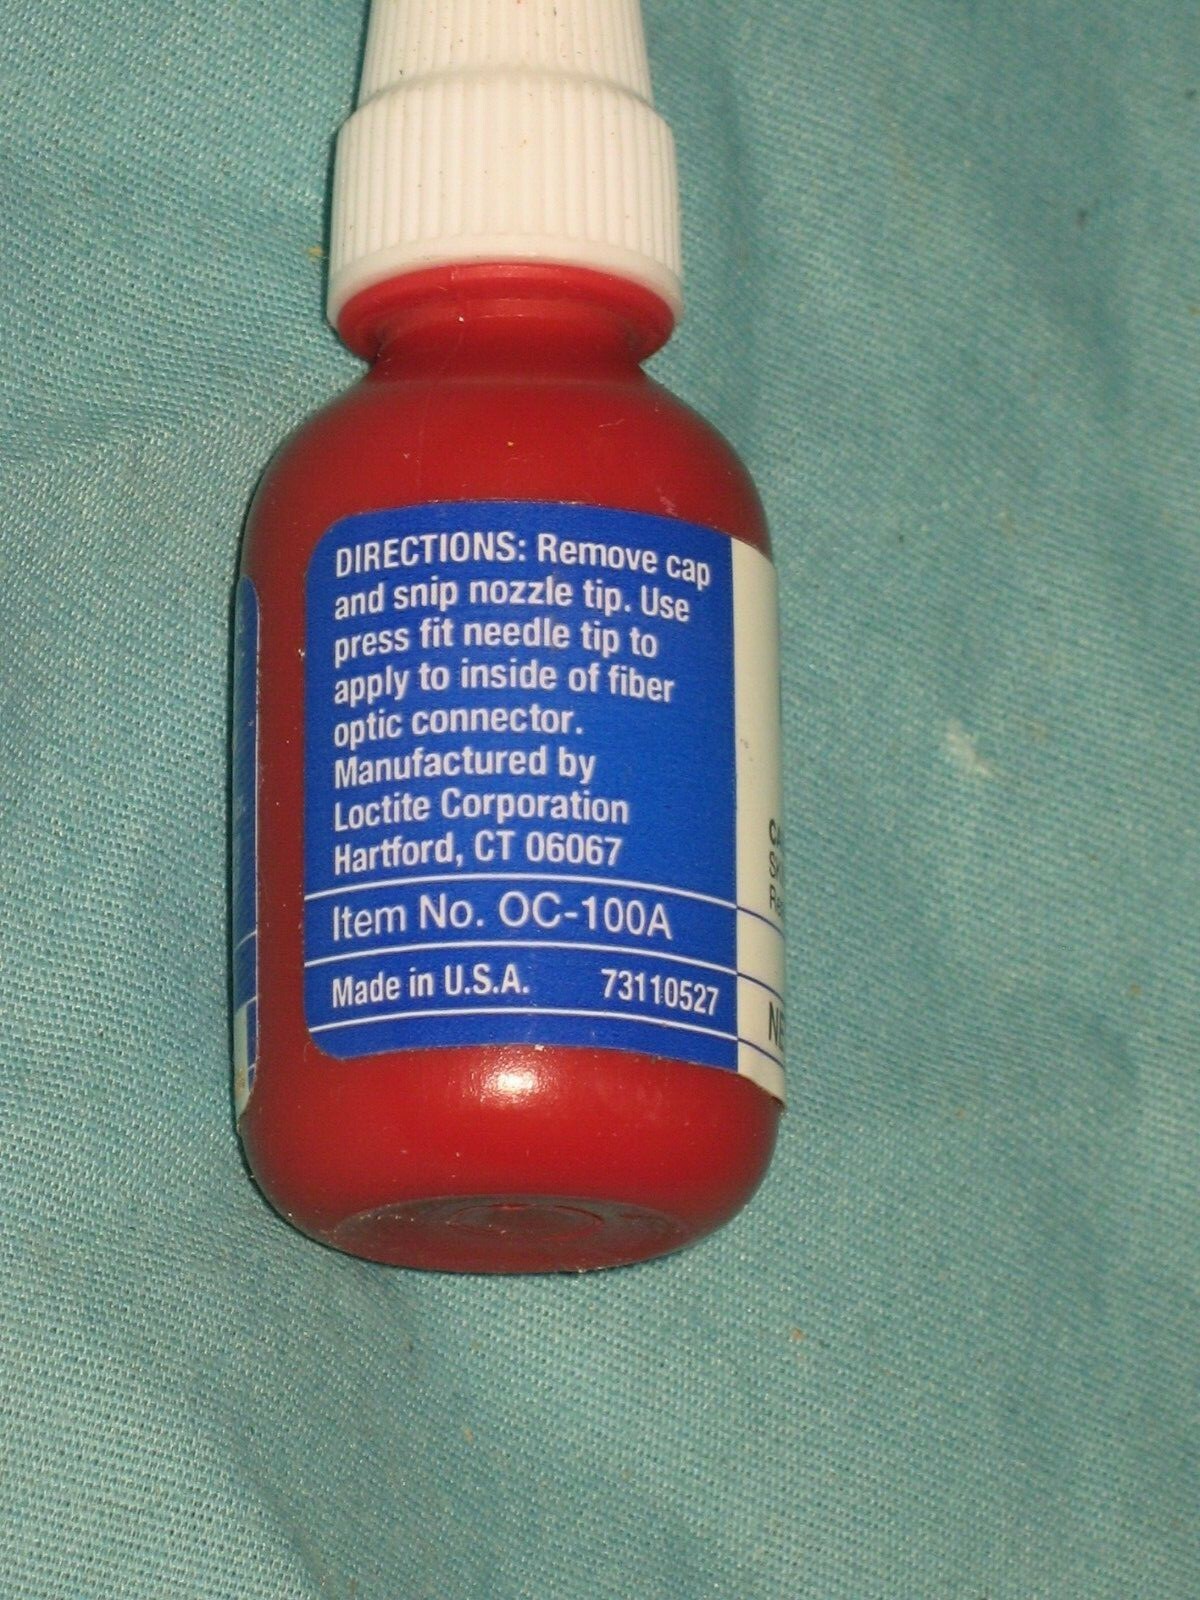 DIRECTIONS: Remove cap
and snip nozzle tip. Use
press fit needle tip to
apply to inside of fiber
optic connector.
Manufactured by
Loctite Corporation
Hartford, CT 06067
Item No. OC-100A
Made in U.S.A. 73110527